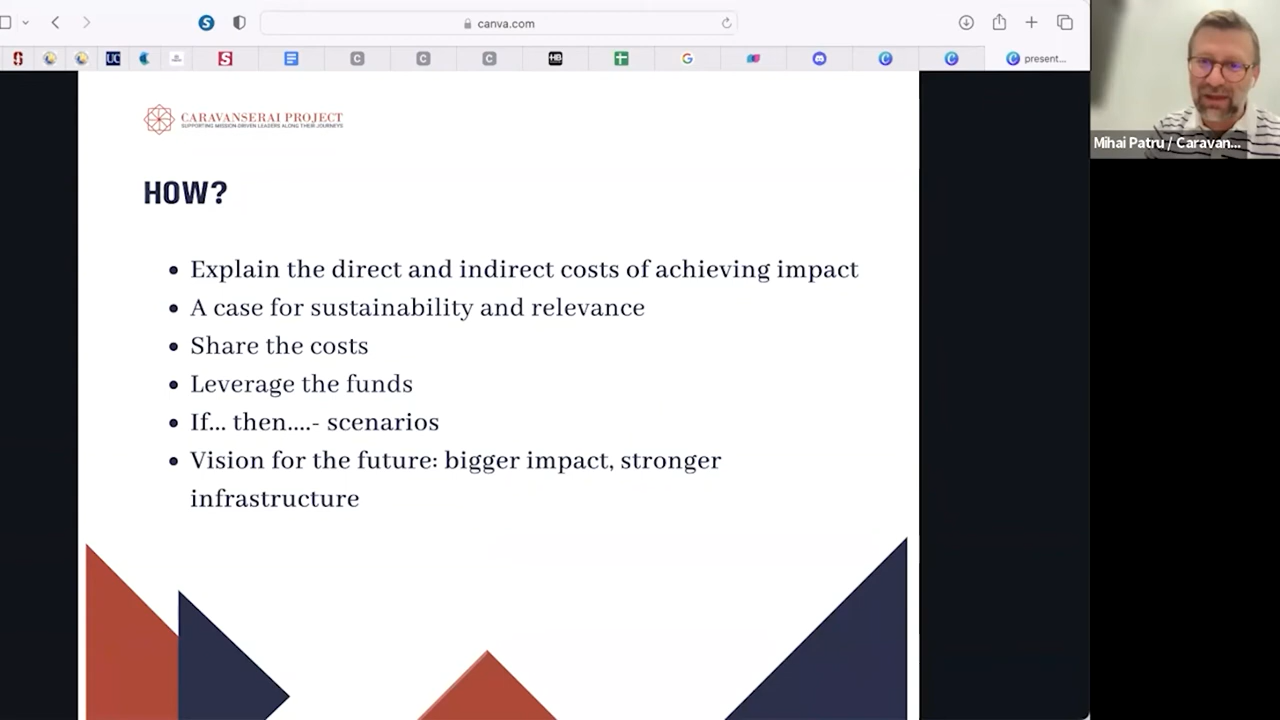 canva.com
present...
CARAVANSERAI PROJECT
SUPPORTING MISSION-DRIVEN LEADERS ALONG THEIR JOURNEYS
Mihai Patru / Caravan...
HOW?
• Explain the direct and indirect costs of achieving impact
• A case for sustainability and relevance
• Share the costs
• Leverage the funds
• If... then....- scenarios
• Vision for the future: bigger impact, stronger
infrastructure